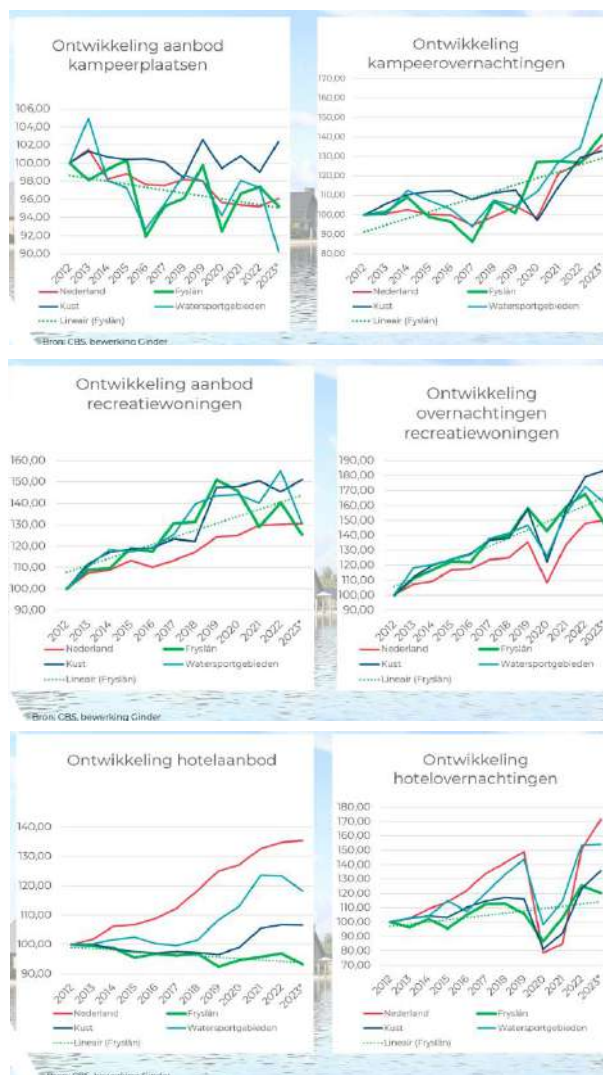 Ontwikkeling aanbod
kampeerplaatsen
106,00
104,00
102,00
100,00
98,00
96,00
94,00
92,00
90,00
2012
2013
2014
2015
2016
2017
2018
2019
2020
2021
2022
2023*
Nederland
Fryslân
Kust
Watersportgebieden
Lineair (Fryslân)
Bron: CBS, bewerking Ginder
Ontwikkeling
kampeerovernachtingen
170,00
160,00
150,00
140,00
130,00
120,00
110,00
100,00
90,00
80,00
2012
2013
2014
2015
2016
2017
2018
2019
2020
2021
2022
2023*
Nederland
Fryslân
Kust
Watersportgebieden
Lineair (Fryslân)
Ontwikkeling aanbod
recreatiewoningen
160,00
150,00
140,00
130,00
120,00
110,00
100,00
90,00
2012
2013
2014
2015
2016
2017
2018
2019
2020
2021
2022
2023*
Nederland
Fryslân
Kust
Watersportgebieden
Lineair (Fryslân)
Bron: CBS, bewerking Ginder
Ontwikkeling
overnachtingen
recreatiewoningen
190,00
180,00
170,00
160,00
150,00
140,00
130,00
120,00
110,00
100,00
90,00
2012
2013
2014
2015
2016
2017
2018
2019
2020
2021
2022
2023*
Nederland
Fryslân
Kust
Watersportgebieden
Lineair (Fryslân)
Ontwikkeling hotelaanbod
140,00
130,00
120,00
110,00
100,00
90,00
2012
2013
2014
2015
2016
2017
2018
2019
2020
2021
2022
2023*
Nederland
Fryslân
Kust
Watersportgebieden
Lineair (Fryslân)
Bron: CBS, bewerking Ginder
Ontwikkeling
hotelovernachtingen
180,00
170,00
160,00
150,00
140,00
130,00
120,00
110,00
100,00
90,00
80,00
70,00
2012
2013
2014
2015
2016
2017
2018
2019
2020
2021
2022
2023*
Nederland
Fryslân
Kust
Watersportgebieden
Lineair (Fryslân)